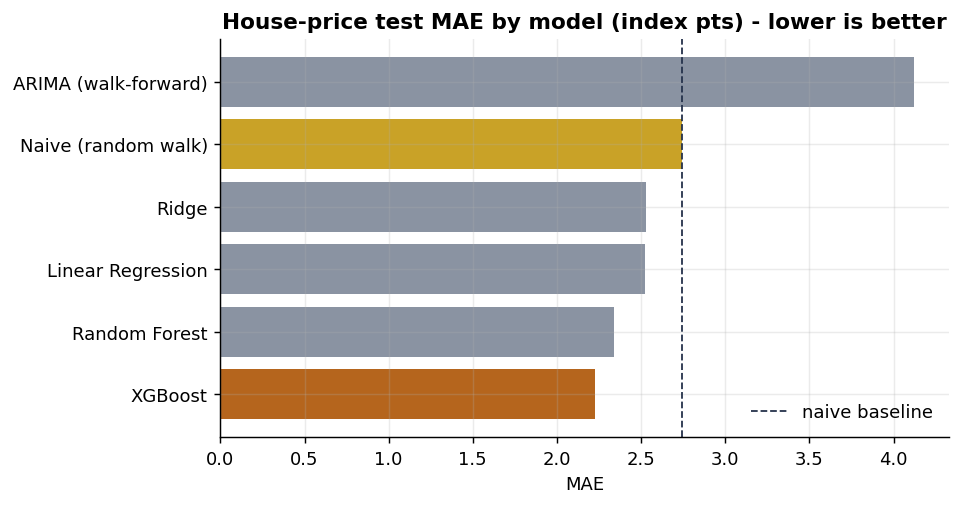 House-price test MAE by model (index pts) - lower is better
ARIMA (walk-forward)
Naive (random walk)
Ridge
Linear Regression
Random Forest
XGBoost
naive baseline
0.0 0.5 1.0 1.5 2.0 2.5 3.0 3.5 4.0
MAE